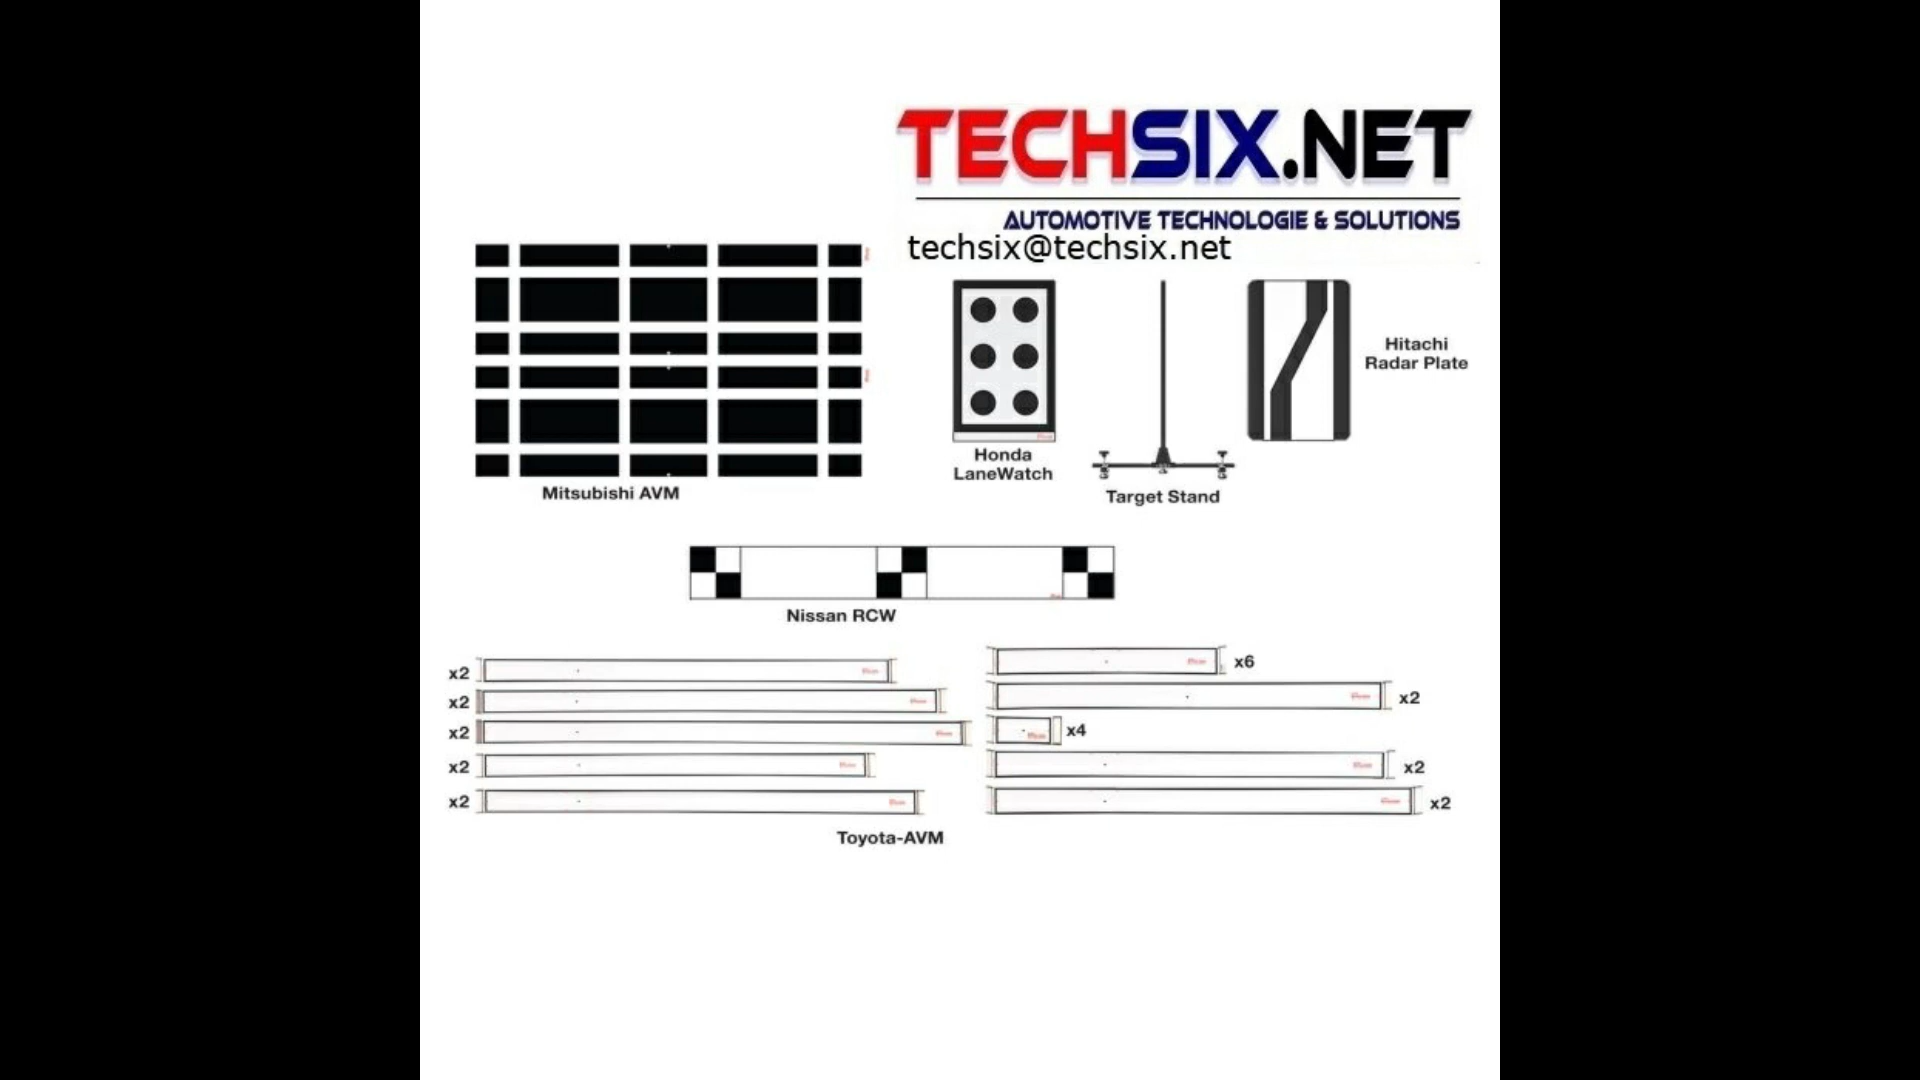 TECHSIX.NET
AUTOMOTIVE TECHNOLOGIE & SOLUTIONS
techsix@techsix.net
Mitsubishi AVM
Honda
LaneWatch
Target Stand
Hitachi
Radar Plate
Nissan RCW
x2
x2
x2
x2
x2
x6
x2
x4
x2
x2
Toyota-AVM